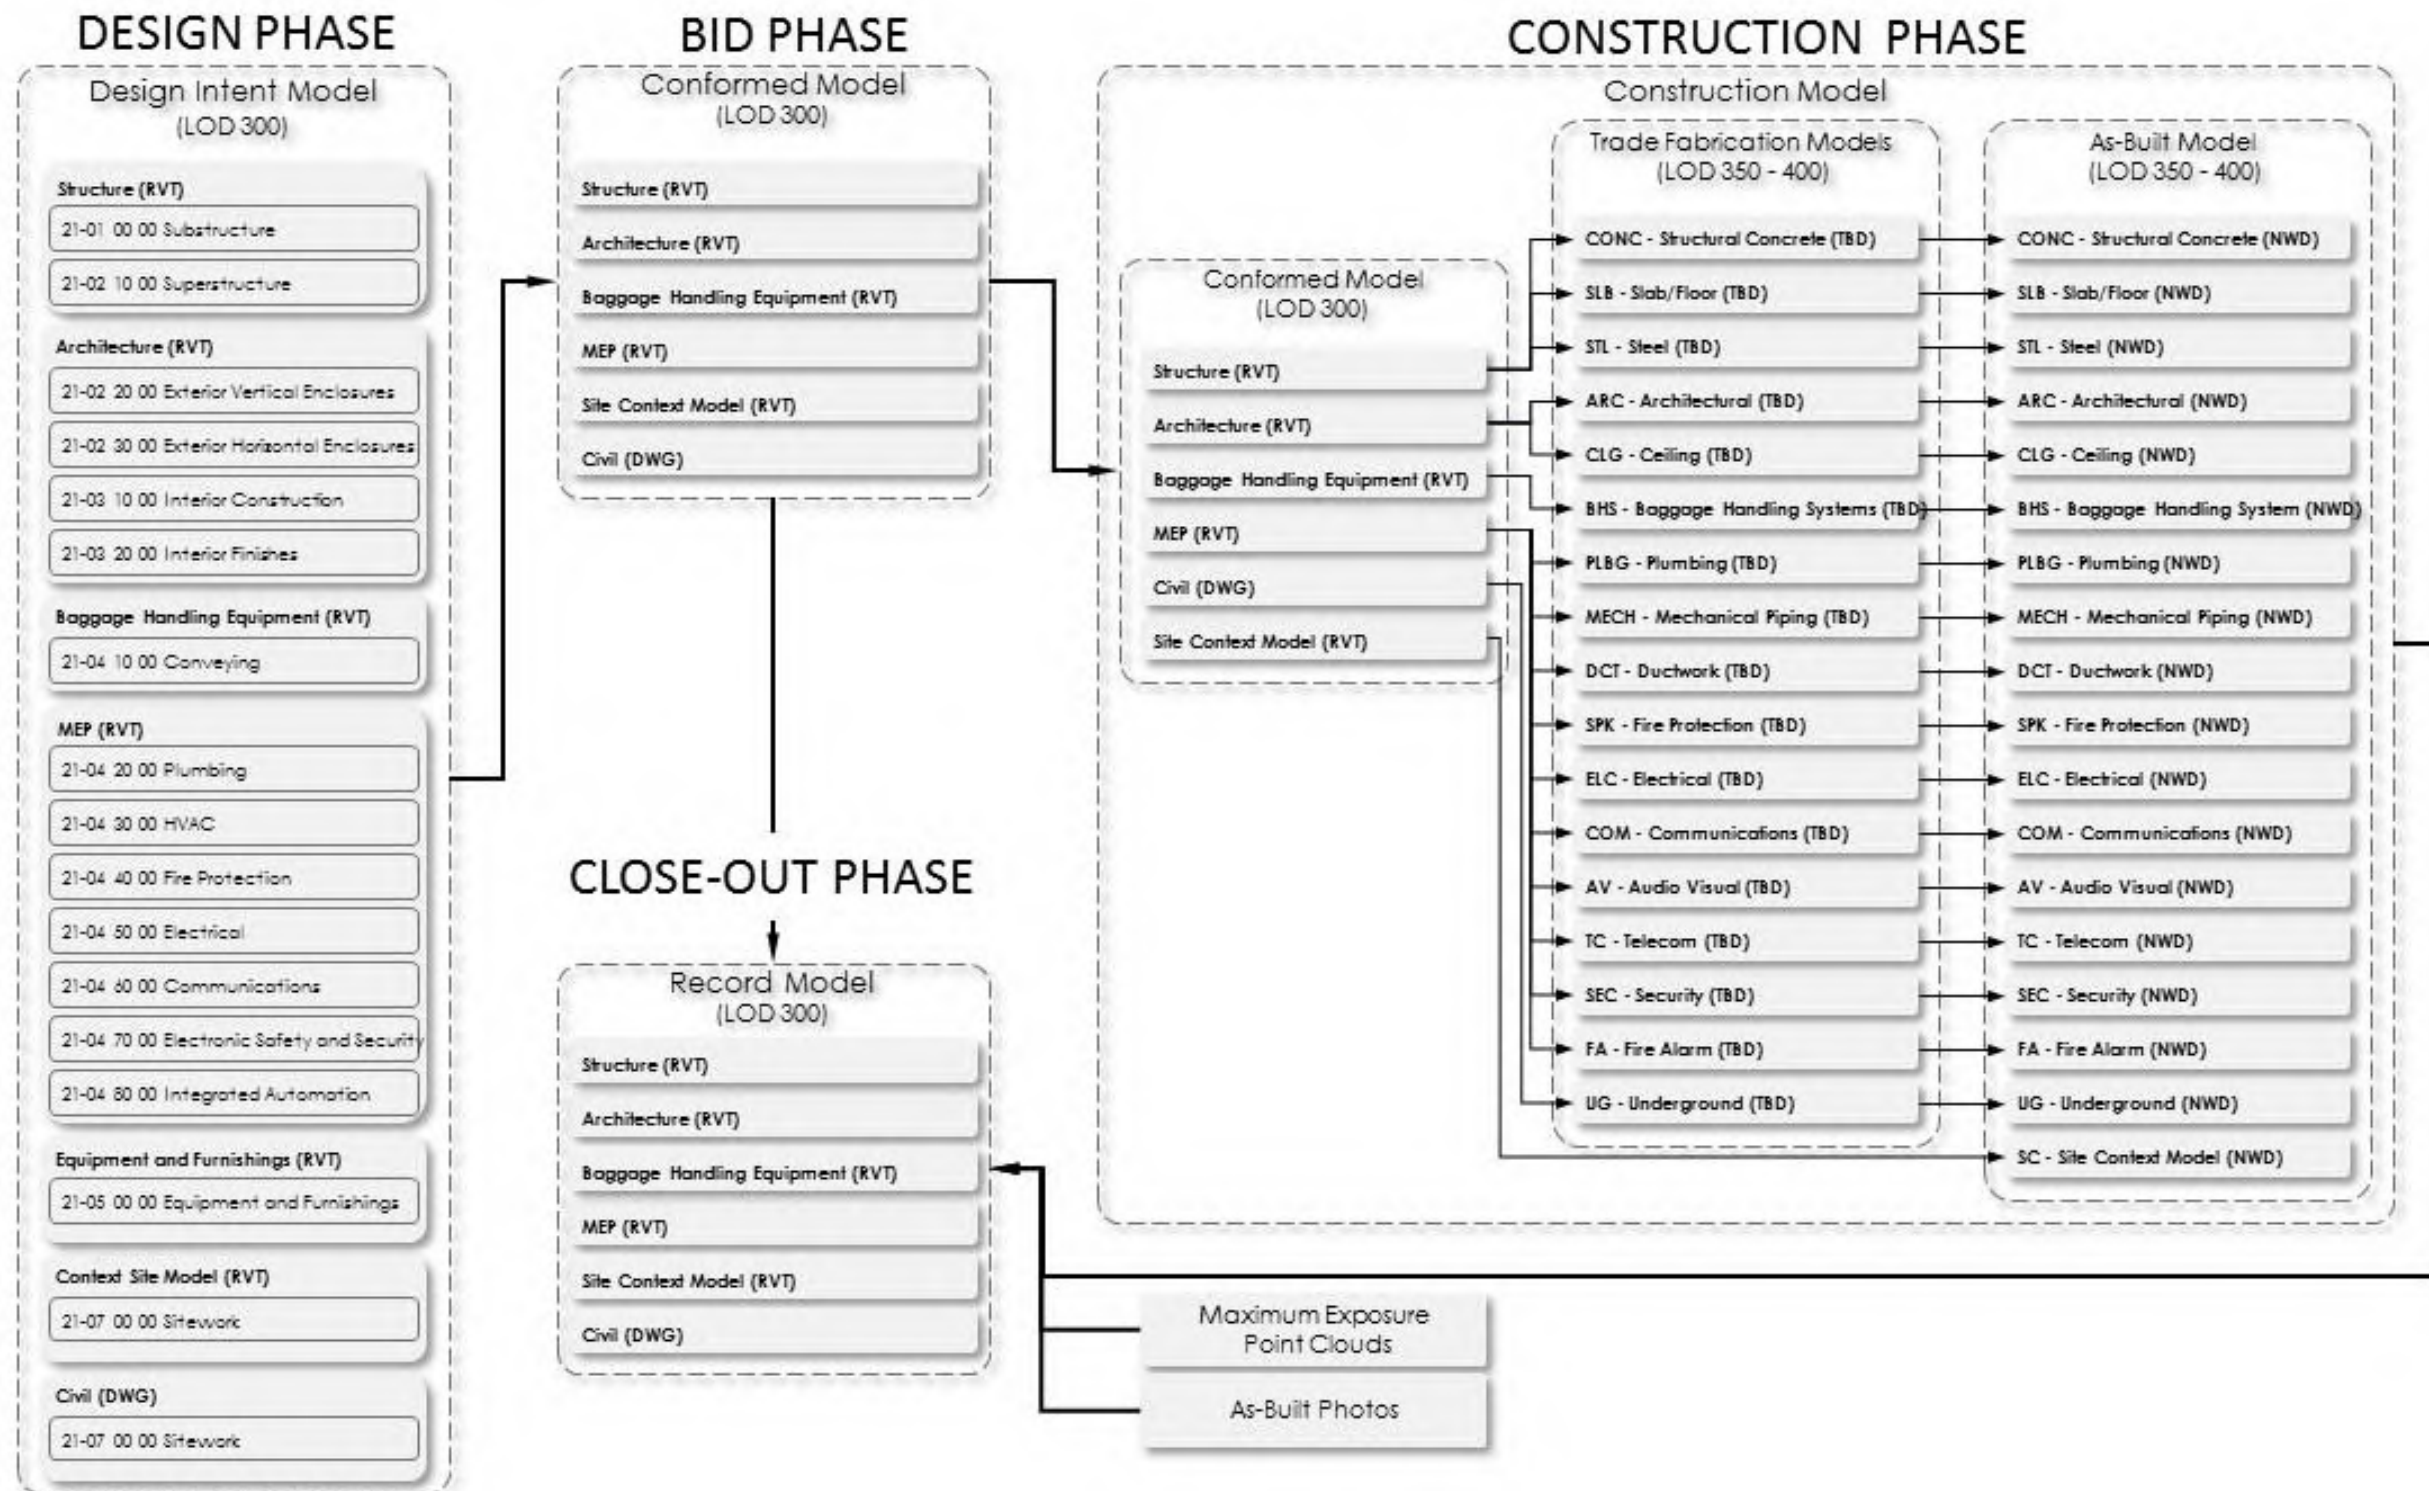 DESIGN PHASE
Design Intent Model
(LOD 300)
Structure (RVT)
21-01 00 00 Substructure
21-02 10 00 Superstructure
Architecture (RVT)
21-02 20 00 Exterior Vertical Enclosures
21-02 30 00 Exterior Horizontal Enclosures
21-03 10 00 Interior Construction
21-03 20 00 Interior Finishes
Baggage Handling Equipment (RVT)
21-04 10 00 Conveying
MEP (RVT)
21-04 20 00 Plumbing
21-04 30 00 HVAC
21-04 40 00 Fire Protection
21-04 50 00 Electrical
21-04 60 00 Communications
21-04 70 00 Electronic Safety and Security
21-04 80 00 Integrated Automation
Equipment and Furnishings (RVT)
21-05 00 00 Equipment and Furnishings
Context Site Model (RVT)
21-07 00 00 Sitework
Civil (DWG)
21-07 00 00 Sitework
BID PHASE
Conformed Model
(LOD 300)
Structure (RVT)
Architecture (RVT)
Baggage Handling Equipment (RVT)
MEP (RVT)
Site Context Model (RVT)
Civil (DWG)
CLOSE-OUT PHASE
Record Model
(LOD 300)
Structure (RVT)
Architecture (RVT)
Baggage Handling Equipment (RVT)
MEP (RVT)
Site Context Model (RVT)
Civil (DWG)
CONSTRUCTION PHASE
Construction Model
Conformed Model
(LOD 300)
Structure (RVT)
Architecture (RVT)
Baggage Handling Equipment (RVT)
MEP (RVT)
Civil (DWG)
Site Context Model (RVT)
Trade Fabrication Models
(LOD 350 - 400)
CONC - Structural Concrete (TBD)
SLB - Slab/Floor (TBD)
STL - Steel (TBD)
ARC - Architectural (TBD)
CLG - Ceiling (TBD)
BHS - Baggage Handling Systems (TBD)
PLBG - Plumbing (TBD)
MECH - Mechanical Piping (TBD)
DCT - Ductwork (TBD)
SPK - Fire Protection (TBD)
ELC - Electrical (TBD)
COM - Communications (TBD)
AV - Audio Visual (TBD)
TC - Telecom (TBD)
SEC - Security (TBD)
FA - Fire Alarm (TBD)
UG - Underground (TBD)
As-Built Model
(LOD 350 - 400)
CONC - Structural Concrete (NWD)
SLB - Slab/Floor (NWD)
STL - Steel (NWD)
ARC - Architectural (NWD)
CLG - Ceiling (NWD)
BHS - Baggage Handling System (NWD)
PLBG - Plumbing (NWD)
MECH - Mechanical Piping (NWD)
DCT - Ductwork (NWD)
SPK - Fire Protection (NWD)
ELC - Electrical (NWD)
COM - Communications (NWD)
AV - Audio Visual (NWD)
TC - Telecom (NWD)
SEC - Security (NWD)
FA - Fire Alarm (NWD)
UG - Underground (NWD)
SC - Site Context Model (NWD)
Maximum Exposure
Point Clouds
As-Built Photos